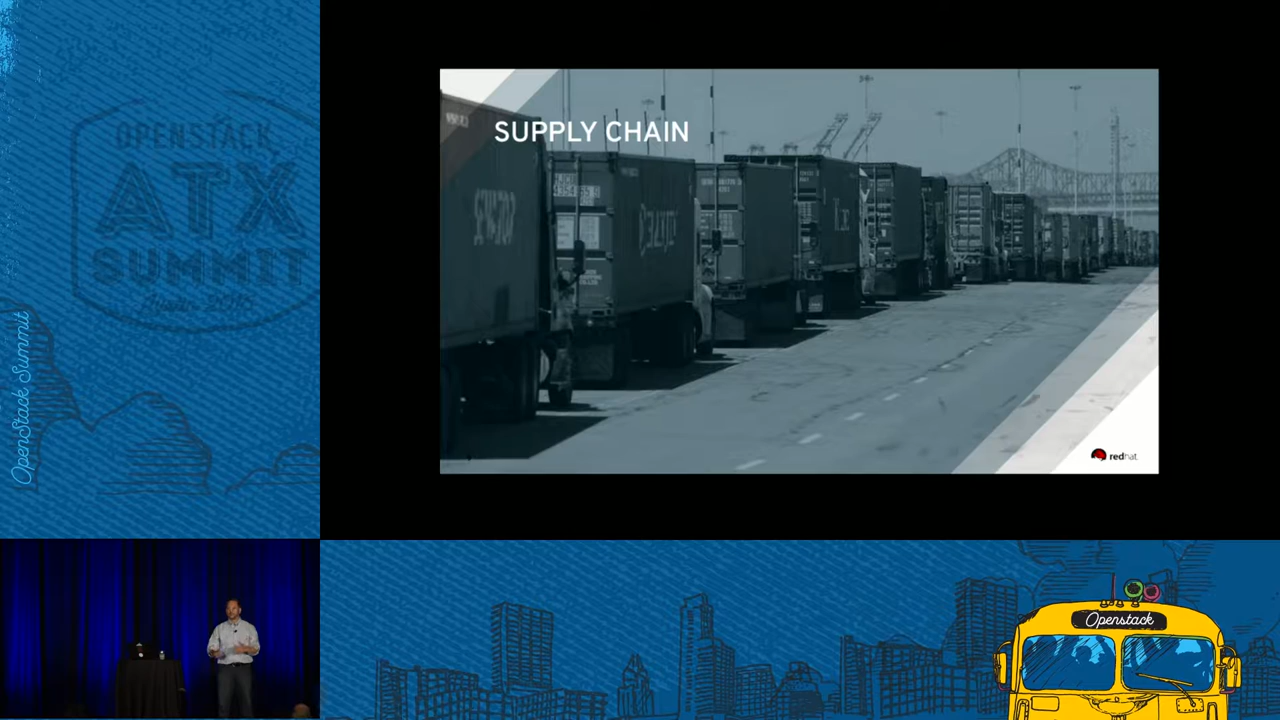 OPENSTACK
ATX
SUMMIT
OpenStack Summit
SUPPLY CHAIN
redhat.
Openstack